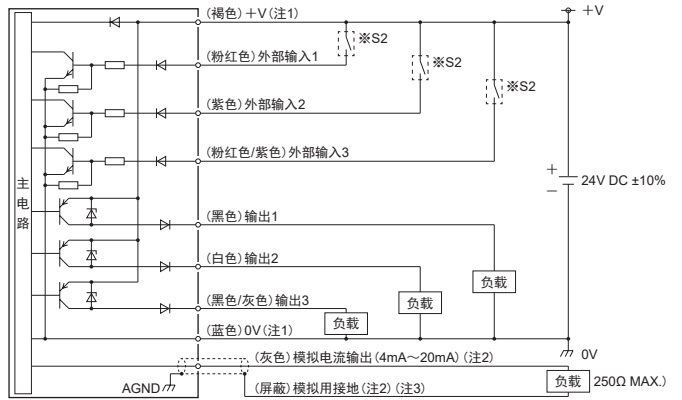 (褐色)＋V(注1)
＋V
※S2
(粉红色)外部输入1
※S2
※S2
(紫色)外部输入2
(粉红色/紫色)外部输入3
主电路
＋
－
24V DC ±10%
(黑色)输出1
(白色)输出2
负载
(黑色/灰色)输出3
负载
负载
(蓝色)0V(注1)
0V
(灰色)模拟电流输出(4mA～20mA)(注2)
AGND
(屏蔽)模拟用接地(注2)(注3)
负载
250Ω MAX.)